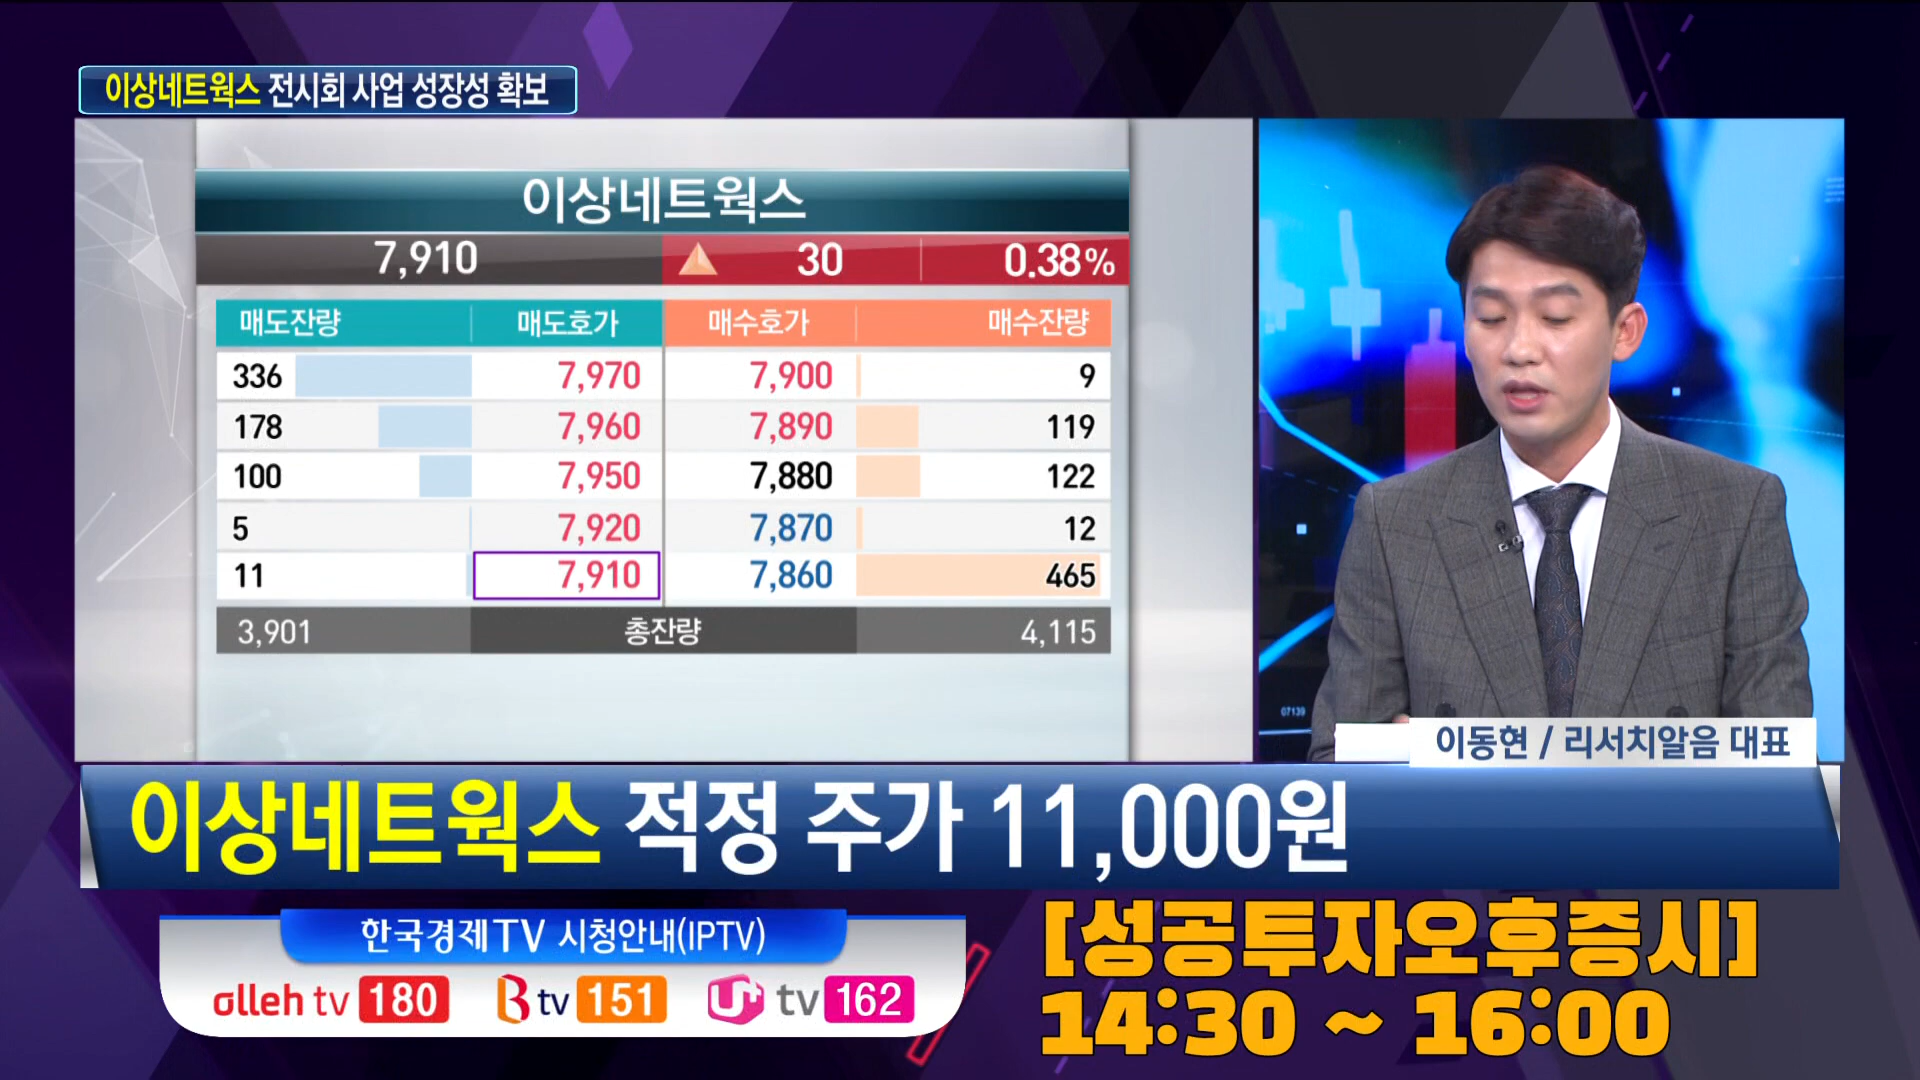 이상네트웍스 전시회 사업 성장성 확보
이상네트웍스
7,910 30 0.38%
매도잔량 매도호가 매수호가 매수잔량
336 7,970 7,900 9
178 7,960 7,890 119
100 7,950 7,880 122
5 7,920 7,870 12
11 7,910 7,860 465
3,901 총잔량 4,115
07139
이동현 / 리서치알음 대표
이상네트웍스 적정 주가 11,000원
한국경제TV 시청안내(IPTV)
olleh tv 180 B tv 151 U+ tv 162
[성공투자오후증시]
14:30 ~ 16:00